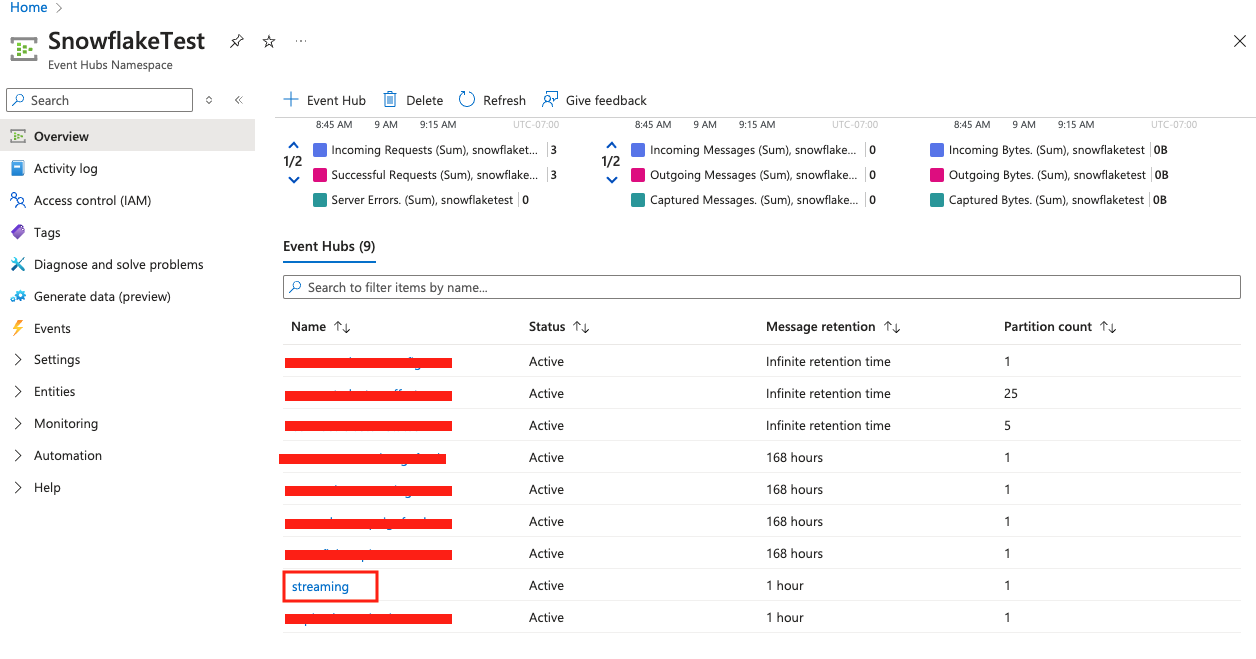 Home
SnowflakeTest
Event Hubs Namespace
Search
Overview
Activity log
Access control (IAM)
Tags
Diagnose and solve problems
Generate data (preview)
Events
Settings
Entities
Monitoring
Automation
Help
Event Hub Delete Refresh Give feedback
8:45 AM 9 AM 9:15 AM UTC-07:00 8:45 AM 9 AM 9:15 AM UTC-07:00 8:45 AM 9 AM 9:15 AM UTC-07:00
1/2
Incoming Requests (Sum), snowflaket... 3
Successful Requests (Sum), snowflake... 3
Server Errors. (Sum), snowflaketest 0
1/2
Incoming Messages (Sum), snowflake... 0
Outgoing Messages (Sum), snowflake... 0
Captured Messages. (Sum), snowflake... 0
Incoming Bytes. (Sum), snowflaketest 0B
Outgoing Bytes. (Sum), snowflaketest 0B
Captured Bytes. (Sum), snowflaketest 0B
Event Hubs (9)
Search to filter items by name...
Name Status Message retention Partition count
Active Infinite retention time 1
Active Infinite retention time 25
Active Infinite retention time 5
Active 168 hours 1
Active 168 hours 1
Active 168 hours 1
Active 168 hours 1
streaming Active 1 hour 1
Active 1 hour 1